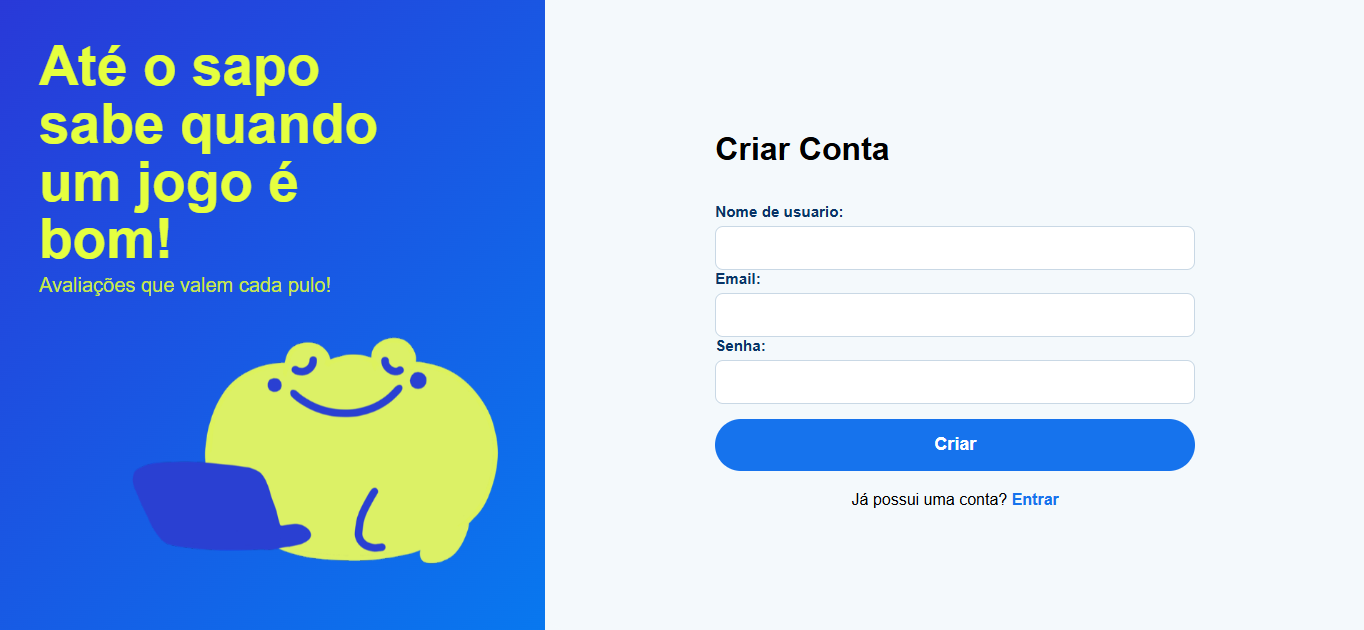 Até o sapo
sabe quando
um jogo é
bom!
Avaliações que valem cada pulo!
Criar Conta
Nome de usuario:
Email:
Senha:
Criar
Já possui uma conta? Entrar